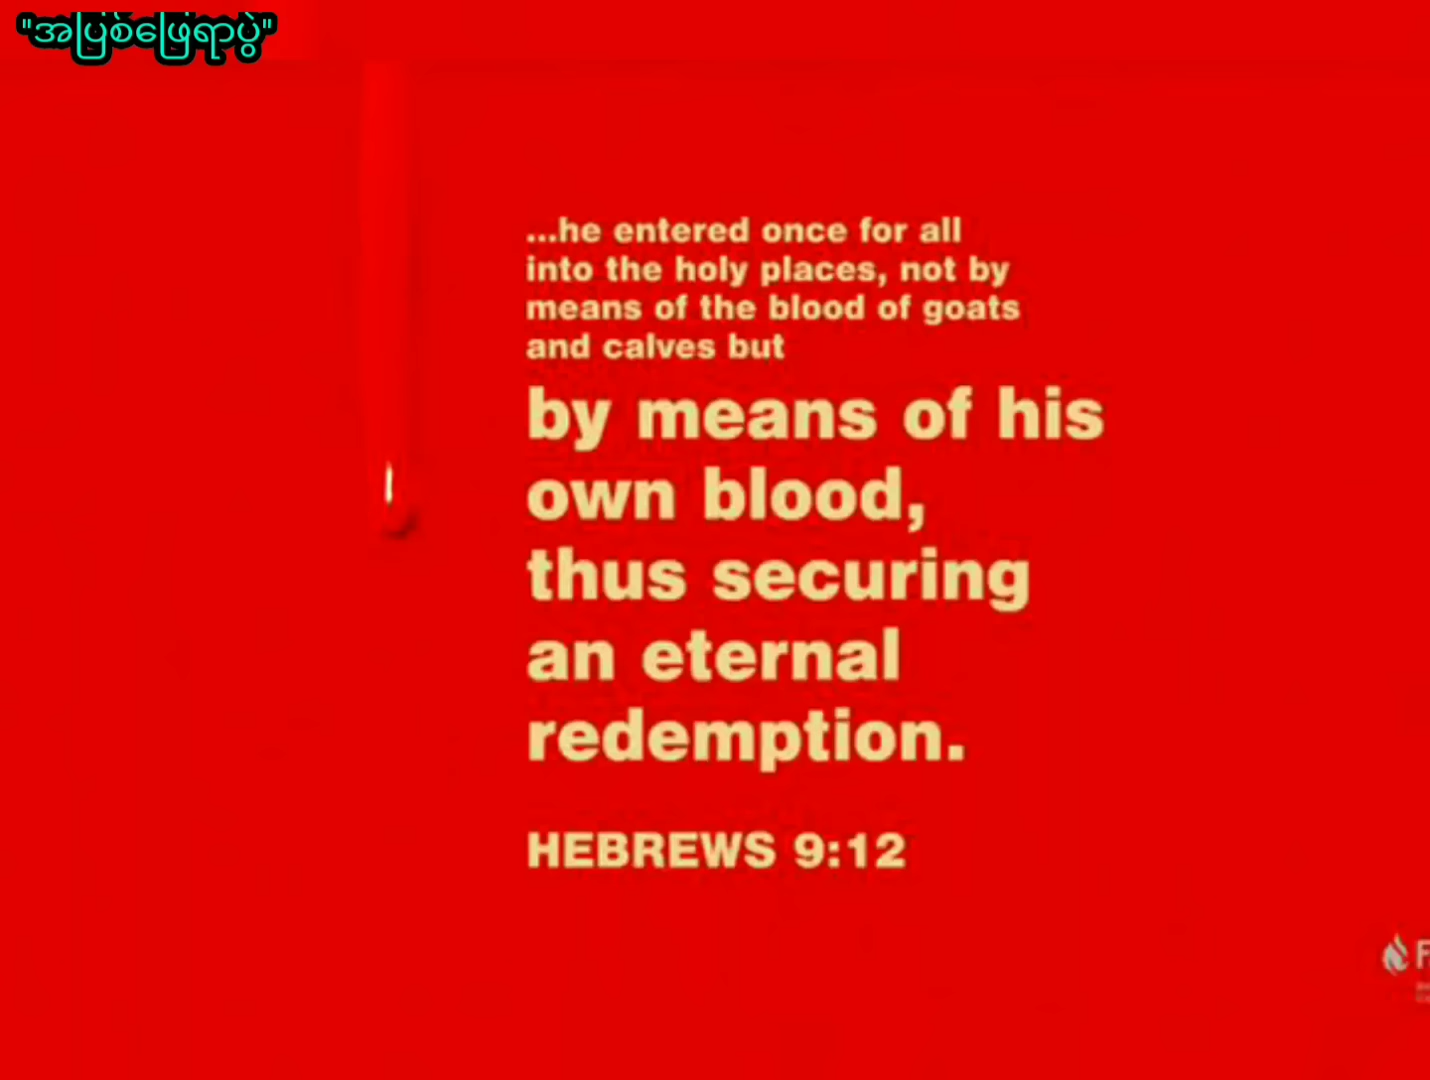 "အပြစ်ဖြေရာပွဲ"
...he entered once for all
into the holy places, not by
means of the blood of goats
and calves but
by means of his
own blood,
thus securing
an eternal
redemption.
HEBREWS 9:12